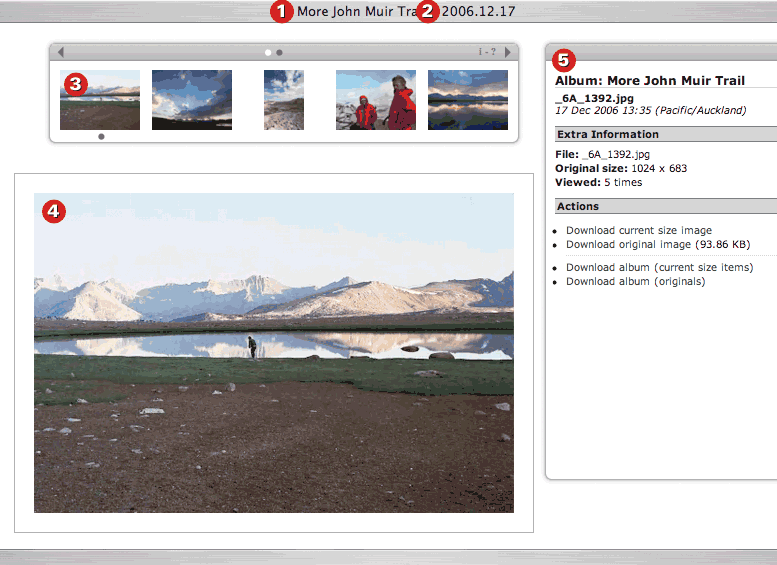 1 More John Muir Tra 2 2006.12.17
i - ?
3
4
5
Album: More John Muir Trail
_6A_1392.jpg
17 Dec 2006 13:35 (Pacific/Auckland)
Extra Information
File: _6A_1392.jpg
Original size: 1024 x 683
Viewed: 5 times
Actions
Download current size image
Download original image (93.86 KB)
Download album (current size items)
Download album (originals)